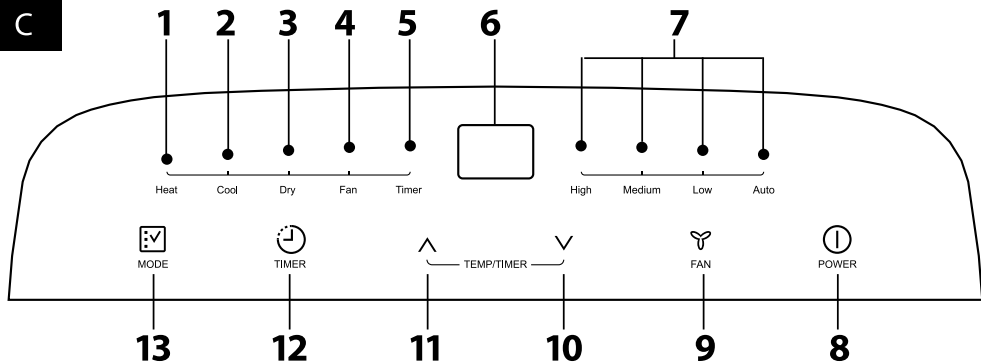 C
1 2 3 4 5 6 7
Heat Cool Dry Fan Timer High Medium Low Auto
MODE TIMER TEMP/TIMER FAN POWER
13 12 11 10 9 8